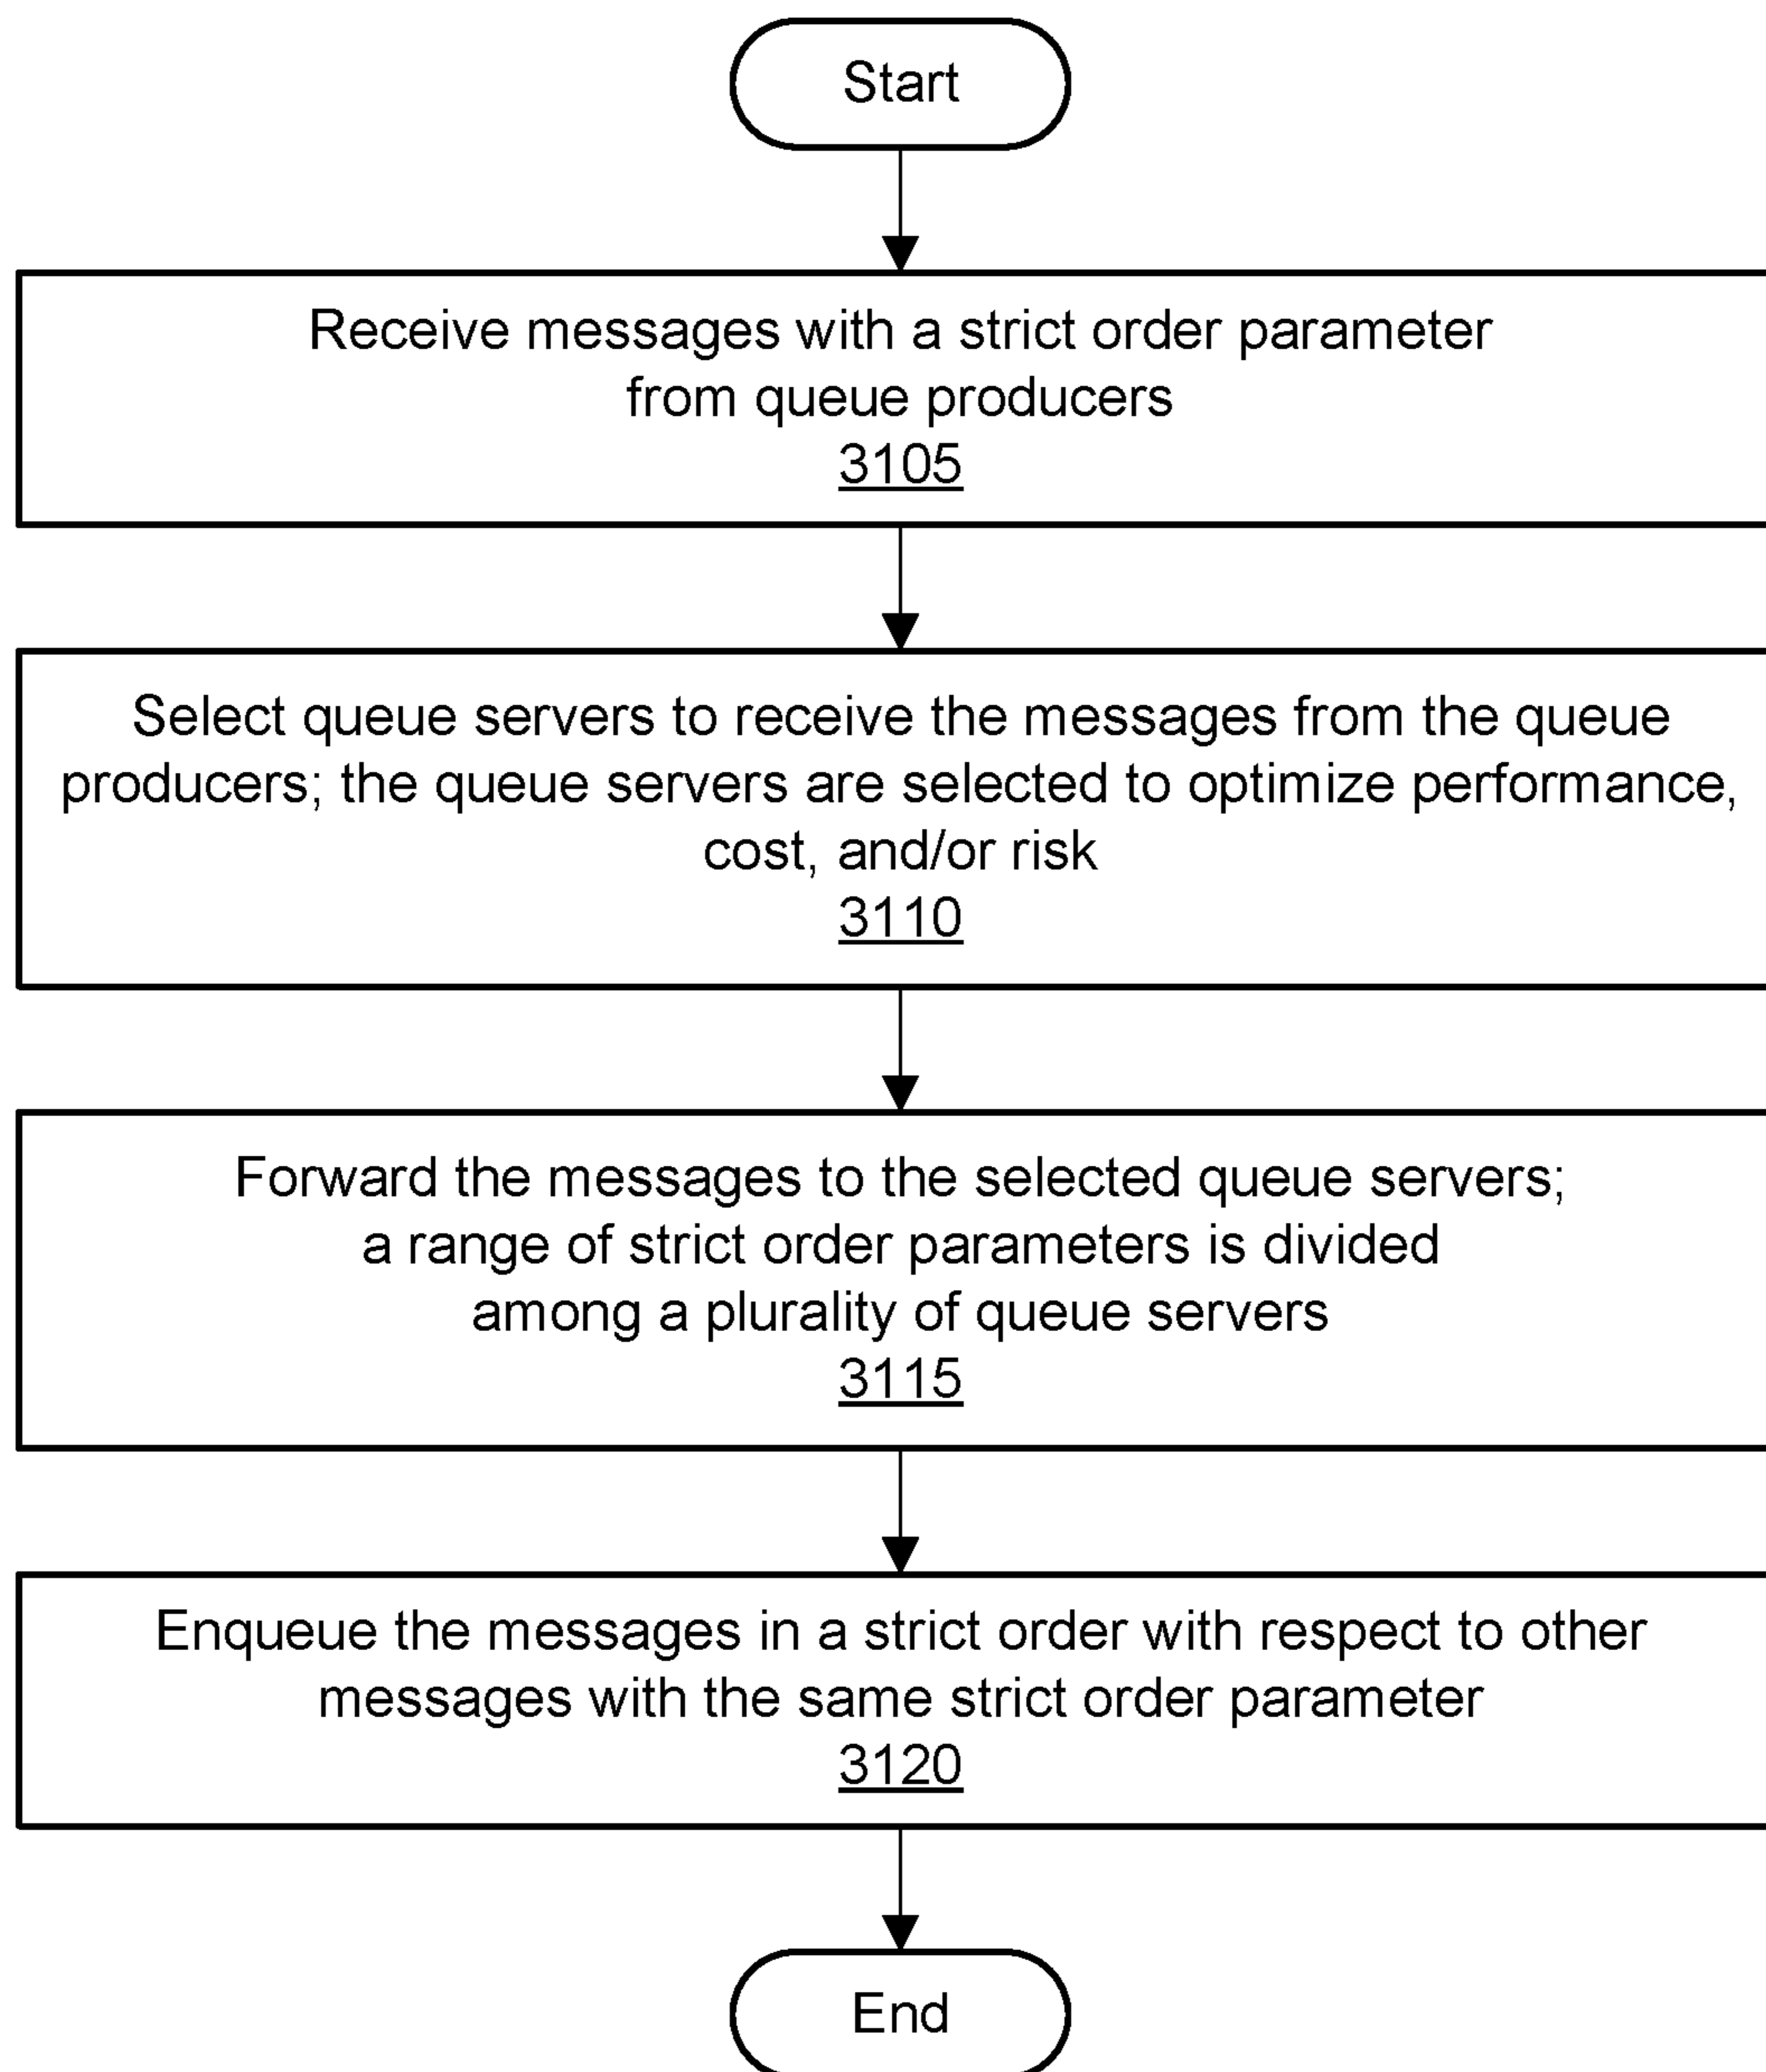 Start
Receive messages with a strict order parameter
from queue producers
3105
Select queue servers to receive the messages from the queue
producers; the queue servers are selected to optimize performance,
cost, and/or risk
3110
Forward the messages to the selected queue servers;
a range of strict order parameters is divided
among a plurality of queue servers
3115
Enqueue the messages in a strict order with respect to other
messages with the same strict order parameter
3120
End